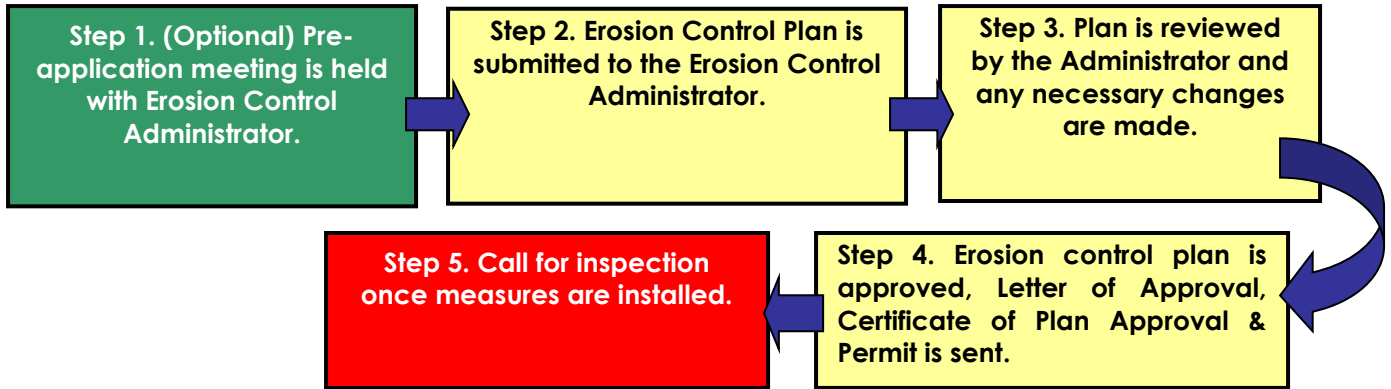 Step 1. (Optional) Pre-
application meeting is held
with Erosion Control
Administrator.
Step 2. Erosion Control Plan is
submitted to the Erosion Control
Administrator.
Step 3. Plan is reviewed
by the Administrator and
any necessary changes
are made.
Step 4. Erosion control plan is
approved, Letter of Approval,
Certificate of Plan Approval &
Permit is sent.
Step 5. Call for inspection
once measures are installed.